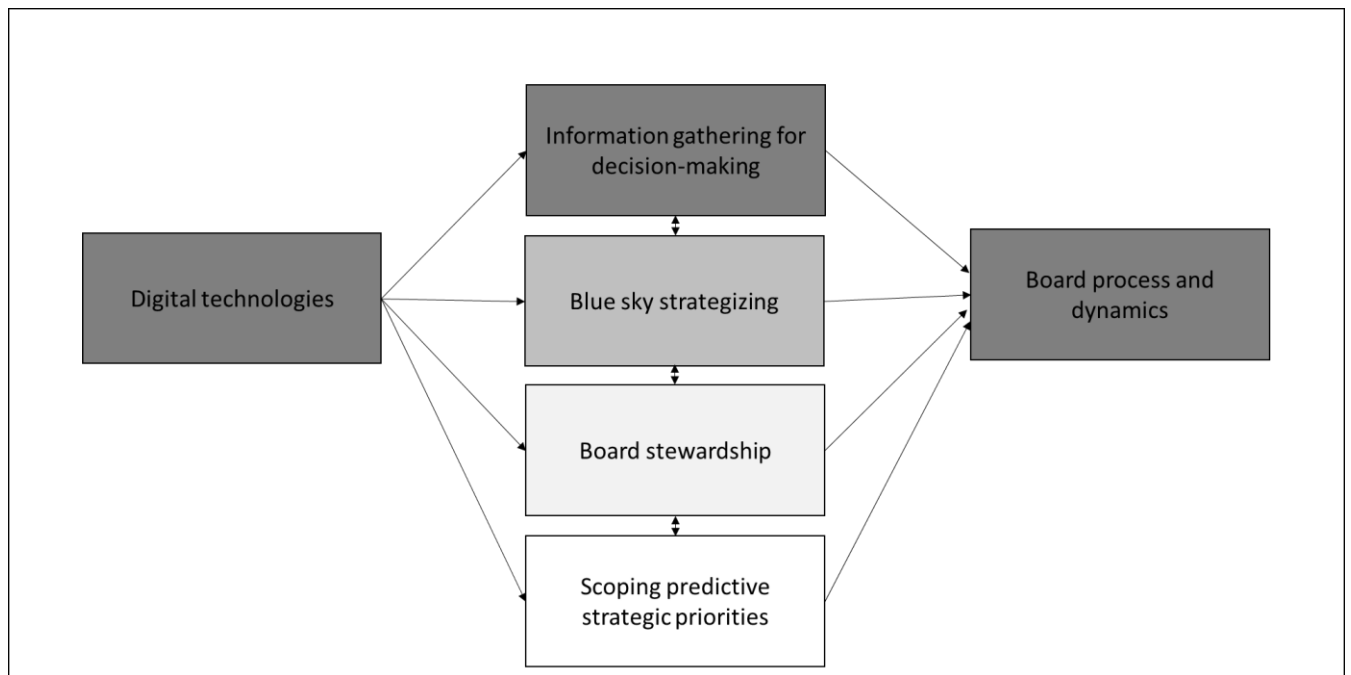 Information gathering for
decision-making
Digital technologies
Blue sky strategizing
Board process and
dynamics
Board stewardship
Scoping predictive
strategic priorities